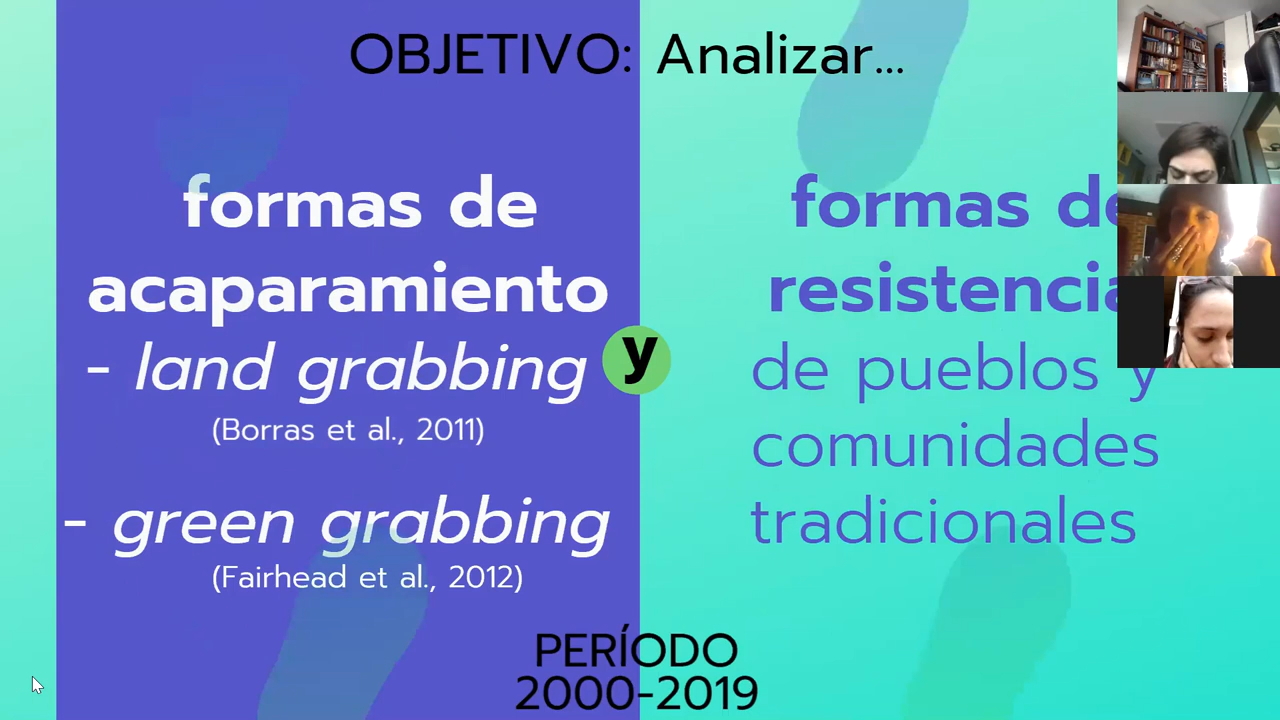 OBJETIVO: Analizar...
formas de
acaparamiento
- land grabbing
(Borras et al., 2011)
- green grabbing
(Fairhead et al., 2012)
y
formas de
resistencia
de pueblos y
comunidades
tradicionales
PERÍODO
2000-2019